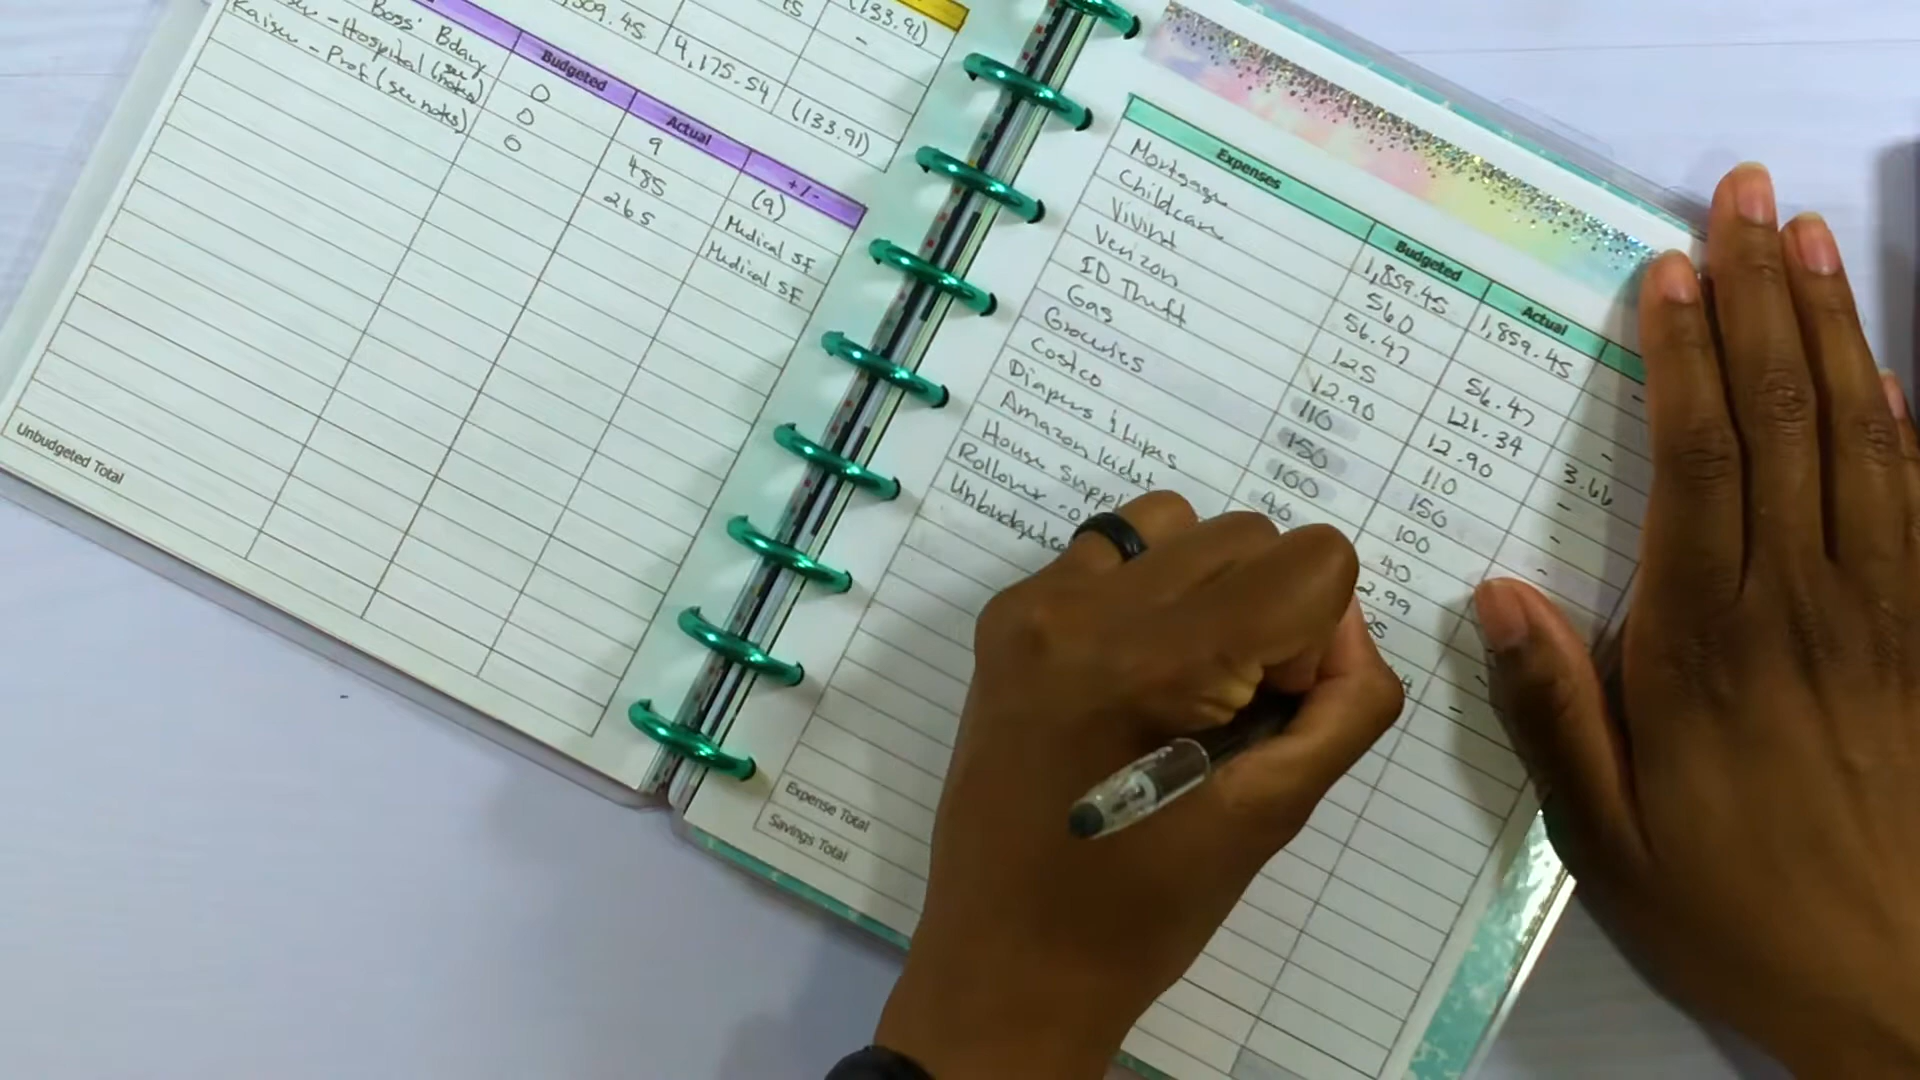 (133.91)
-
4,175.54 (133.91)
Budgeted Actual +/-
Boss' Bday 0 9 (9)
- Hospital (see notes) 0 485 Medical SF
Kaiser - Prof. (see notes) 0 265 Medical SF
Unbudgeted Total
Expenses Budgeted Actual
Mortgage 1,859.45 1,859.45 -
Childcare 560
Vivint 56.47 56.47 -
Verizon 125 121.34 3.66
ID Theft 12.90 12.90 -
Gas 110 110 -
Groceries 150 150 -
Costco 100 100
Diapers & Wipes 40 40
Amazon kidst 2.99
House
Rollover
Expense Total
Savings Total